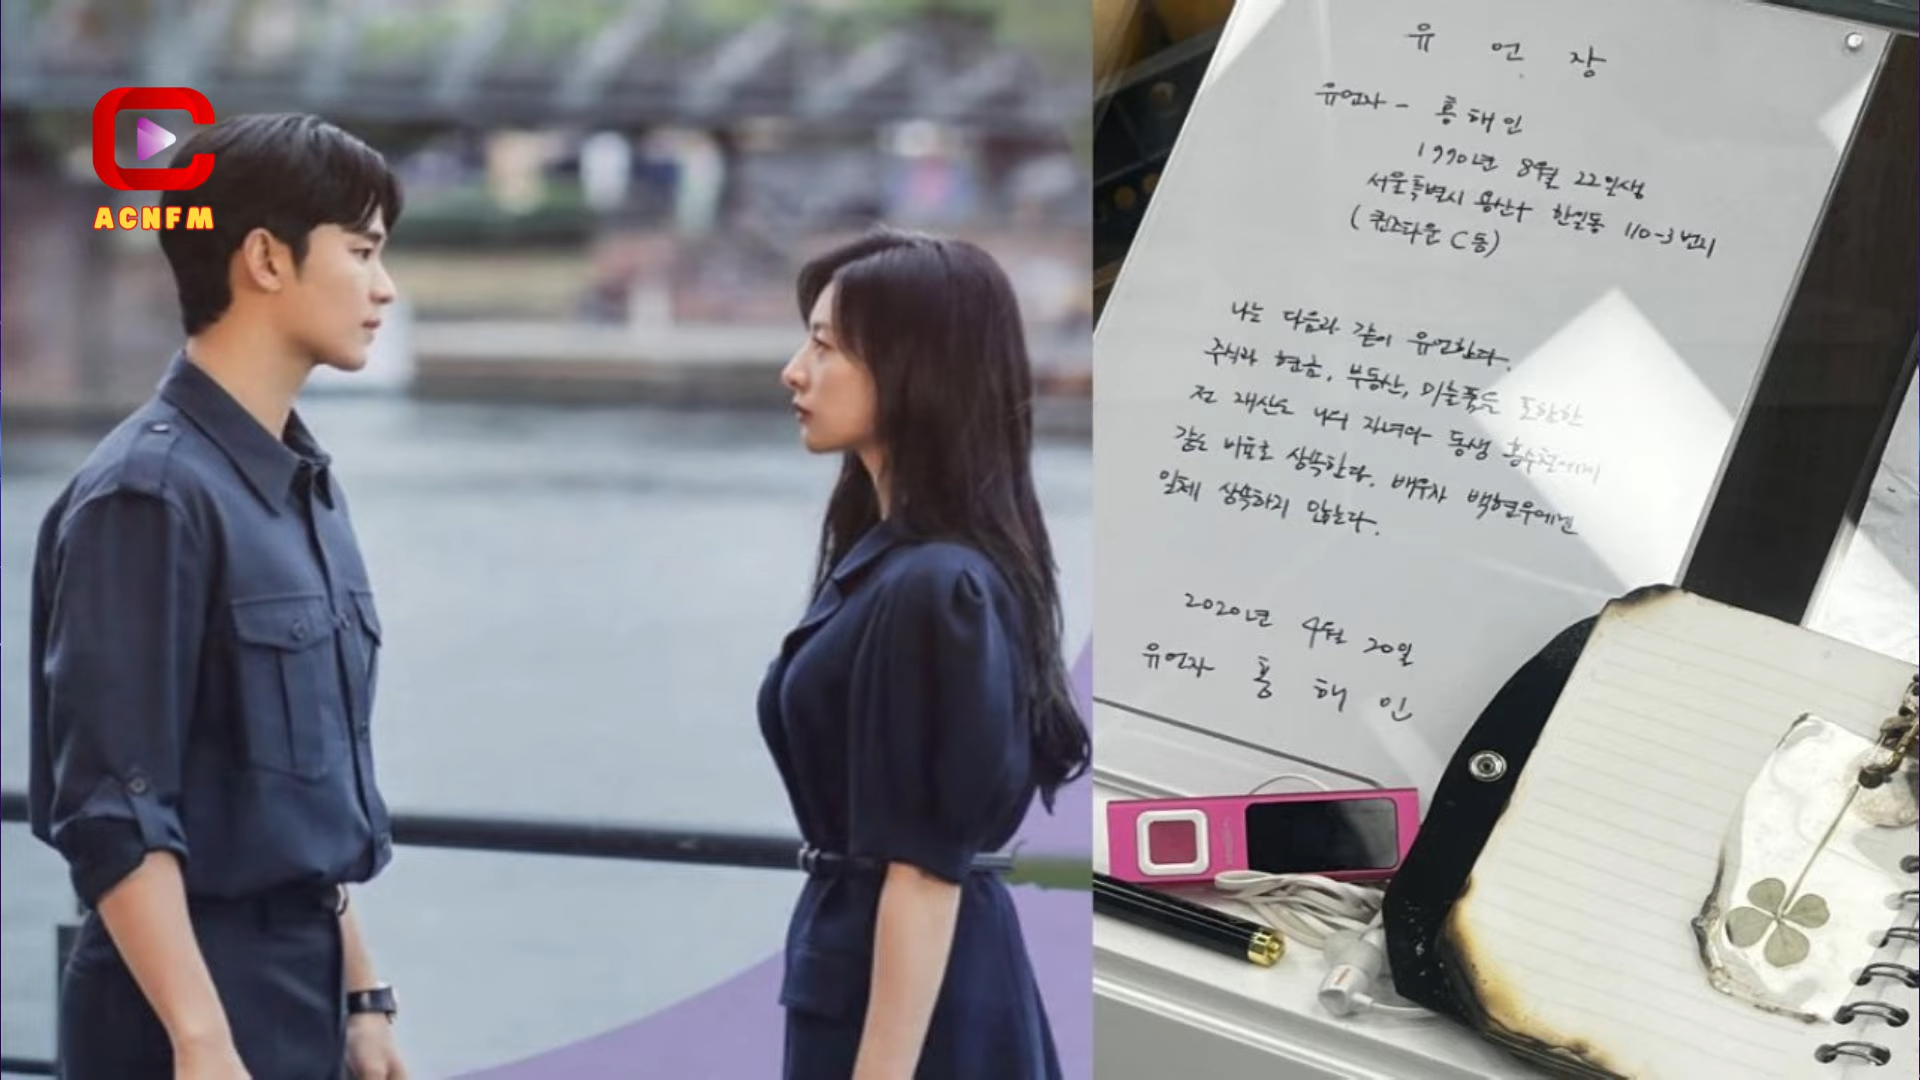 ACNFM
유 언 장
유언자 - 홍해인
1990년 8월 22일생
서울특별시 용산구 한일동 110-3번지
(퀸즈타운 C동)
나는 다음과 같이 유언한다.
주식과 현금, 부동산, 미술품을 포함한
전 재산은 나의 자녀와 동생 홍수철에게
같은 비율로 상속한다. 배우자 백현우에겐
일체 상속하지 않는다.
2020년 4월 20일
유언자 홍 해 인